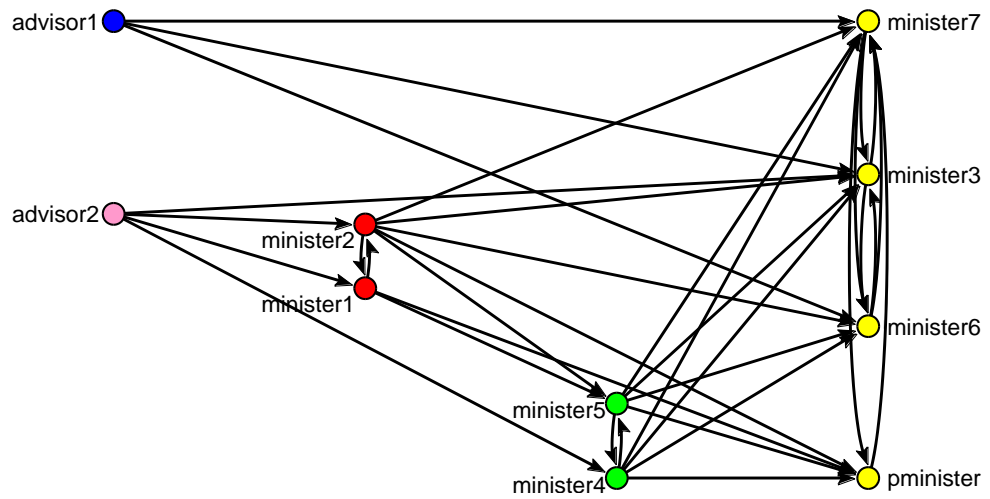 advisor1
minister7
minister3
advisor2
minister2
minister1
minister6
minister5
minister4
pminister